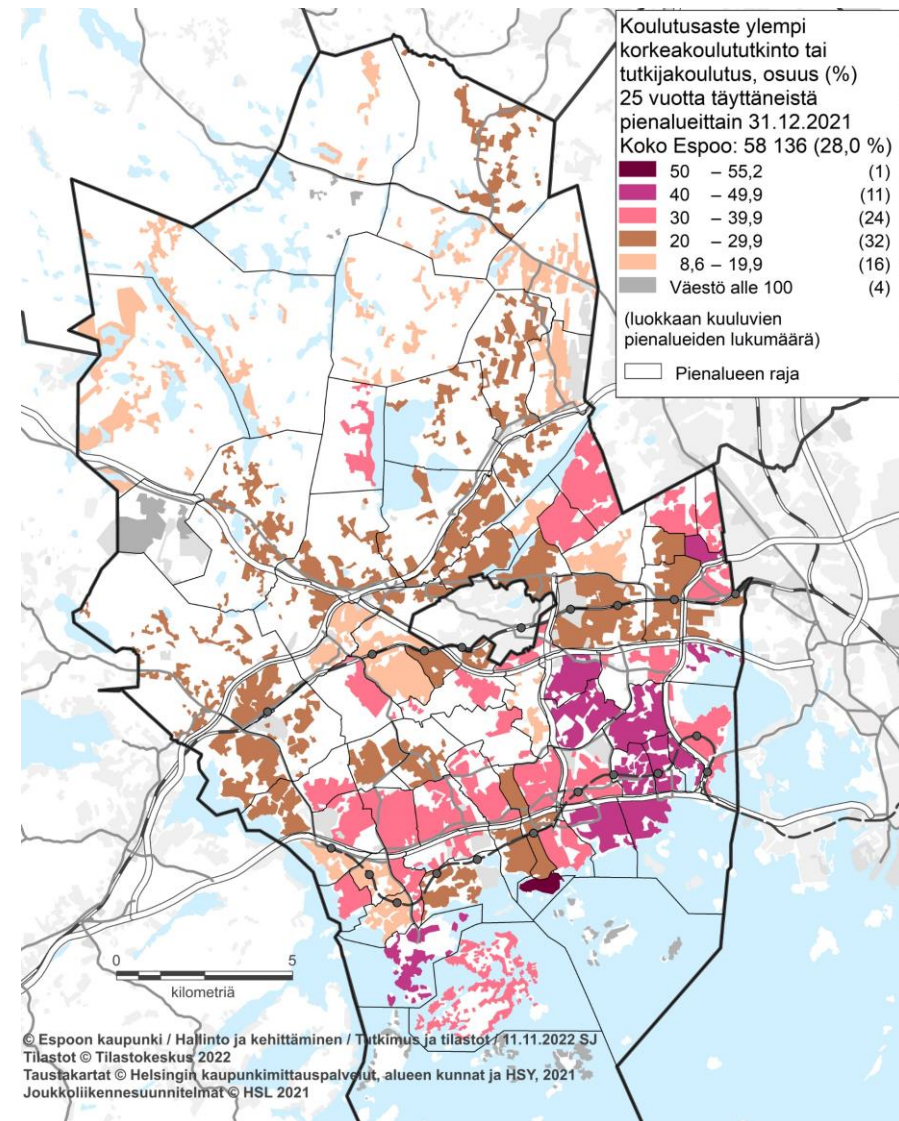 Koulutusaste ylempi
korkeakoulututkinto tai
tutkijakoulutus, osuus (%)
25 vuotta täyttäneistä
pienalueittain 31.12.2021
Koko Espoo: 58 136 (28,0 %)
50 – 55,2 (1)
40 – 49,9 (11)
30 – 39,9 (24)
20 – 29,9 (32)
8,6 – 19,9 (16)
Väestö alle 100 (4)
(luokkaan kuuluvien
pienalueiden lukumäärä)
Pienalueen raja
0 5
kilometriä
© Espoon kaupunki / Hallinto ja kehittäminen / Tutkimus ja tilastot / 11.11.2022 SJ
Tilastot © Tilastokeskus 2022
Taustakartat © Helsingin kaupunkimittauspalvelut, alueen kunnat ja HSY, 2021
Joukkoliikennesuunnitelmat © HSL 2021